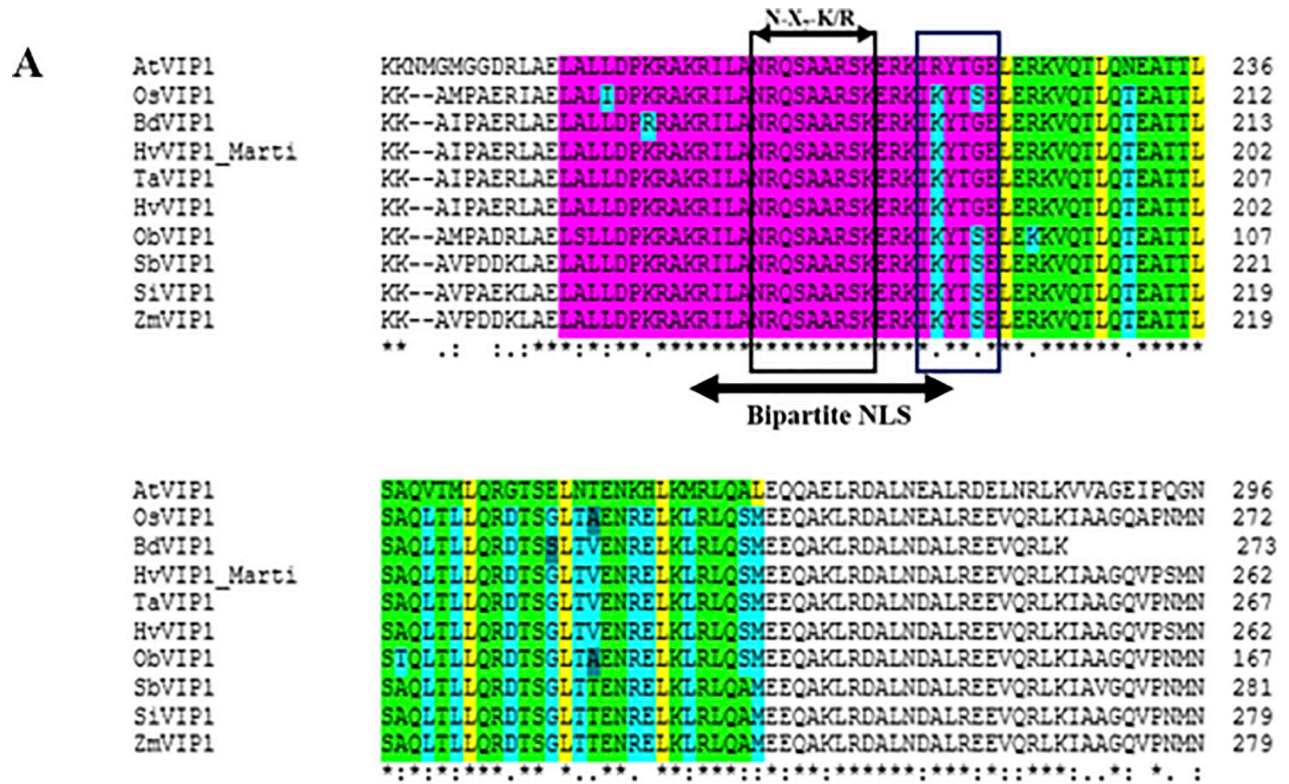 A
N-X₇-K/R
AtVIP1 KKNMGMGGDRLAELALLDPKRAKRILANRQSAARSKERKIRYTGELERKVQTLQNEATTL 236
OsVIP1 KK--AMPAERIAELALIDPKRAKRILANRQSAARSKERKIKYTSELERKVQTLQTEATTL 212
BdVIP1 KK--AIPAERLAELALLDPRRAKRILANRQSAARSKERKIKYTGELERKVQTLQTEATTL 213
HvVIP1_Marti KK--AIPAERLAELALLDPKRAKRILANRQSAARSKERKIKYTGELERKVQTLQTEATTL 202
TaVIP1 KK--AIPAERLAELALLDPKRAKRILANRQSAARSKERKIKYTGELERKVQTLQTEATTL 207
HvVIP1 KK--AIPAERLAELALLDPKRAKRILANRQSAARSKERKIKYTGELERKVQTLQTEATTL 202
ObVIP1 KK--AMPADRLAELSLLDPKRAKRILANRQSAARSKERKIKYTSELEKKVQTLQTEATTL 107
SbVIP1 KK--AVPDDKLAELALLDPKRAKRILANRQSAARSKERKIKYTSELERKVQTLQTEATTL 221
SiVIP1 KK--AVPAEKLAELALLDPKRAKRILANRQSAARSKERKIKYTSELERKVQTLQTEATTL 219
ZmVIP1 KK--AVPDDKLAELALLDPKRAKRILANRQSAARSKERKIKYTSELERKVQTLQTEATTL 219
Bipartite NLS
AtVIP1 SAQVTMLQRGTSELNTENKHLKMRLQALEQQAELRDALNEALRDELNRLKVVAGEIPQGN 296
OsVIP1 SAQLTLLQRDTSGLTAENRELKLRLQSMEEQAKLRDALNEALREEVQRLKIAAGQAPNMN 272
BdVIP1 SAQLTLLQRDTSSLTVENRELKLRLQSMEEQAKLRDALNDALREEVQRLK 273
HvVIP1_Marti SAQLTLLQRDTSGLTVENRELKLRLQSMEEQAKLRDALNDALREEVQRLKIAAGQVPSMN 262
TaVIP1 SAQLTLLQRDTSGLTVENRELKLRLQSMEEQAKLRDALNDALREEVQRLKIAAGQVPNMN 267
HvVIP1 SAQLTLLQRDTSGLTVENRELKLRLQSMEEQAKLRDALNDALREEVQRLKIAAGQVPSMN 262
ObVIP1 STQLTLLQRDTSGLTAENRELKLRLQSMEEQAKLRDALNDALREEVQRLKIAAGQVPNMN 167
SbVIP1 SAQLTLLQRDTSGLTTENRELKLRLQAMEEQAKLRDALNDALREEVQRLKIAVGQVPNMN 281
SiVIP1 SAQLTLLQRDTSGLTTENRELKLRLQAMEEQAKLRDALNDALREEVQRLKIAAGQVPNMN 279
ZmVIP1 SAQLTLLQRDTSGLTTENRELKLRLQAMEEQAKLRDALNDALREEVQRLKIAAGQVPNMN 279